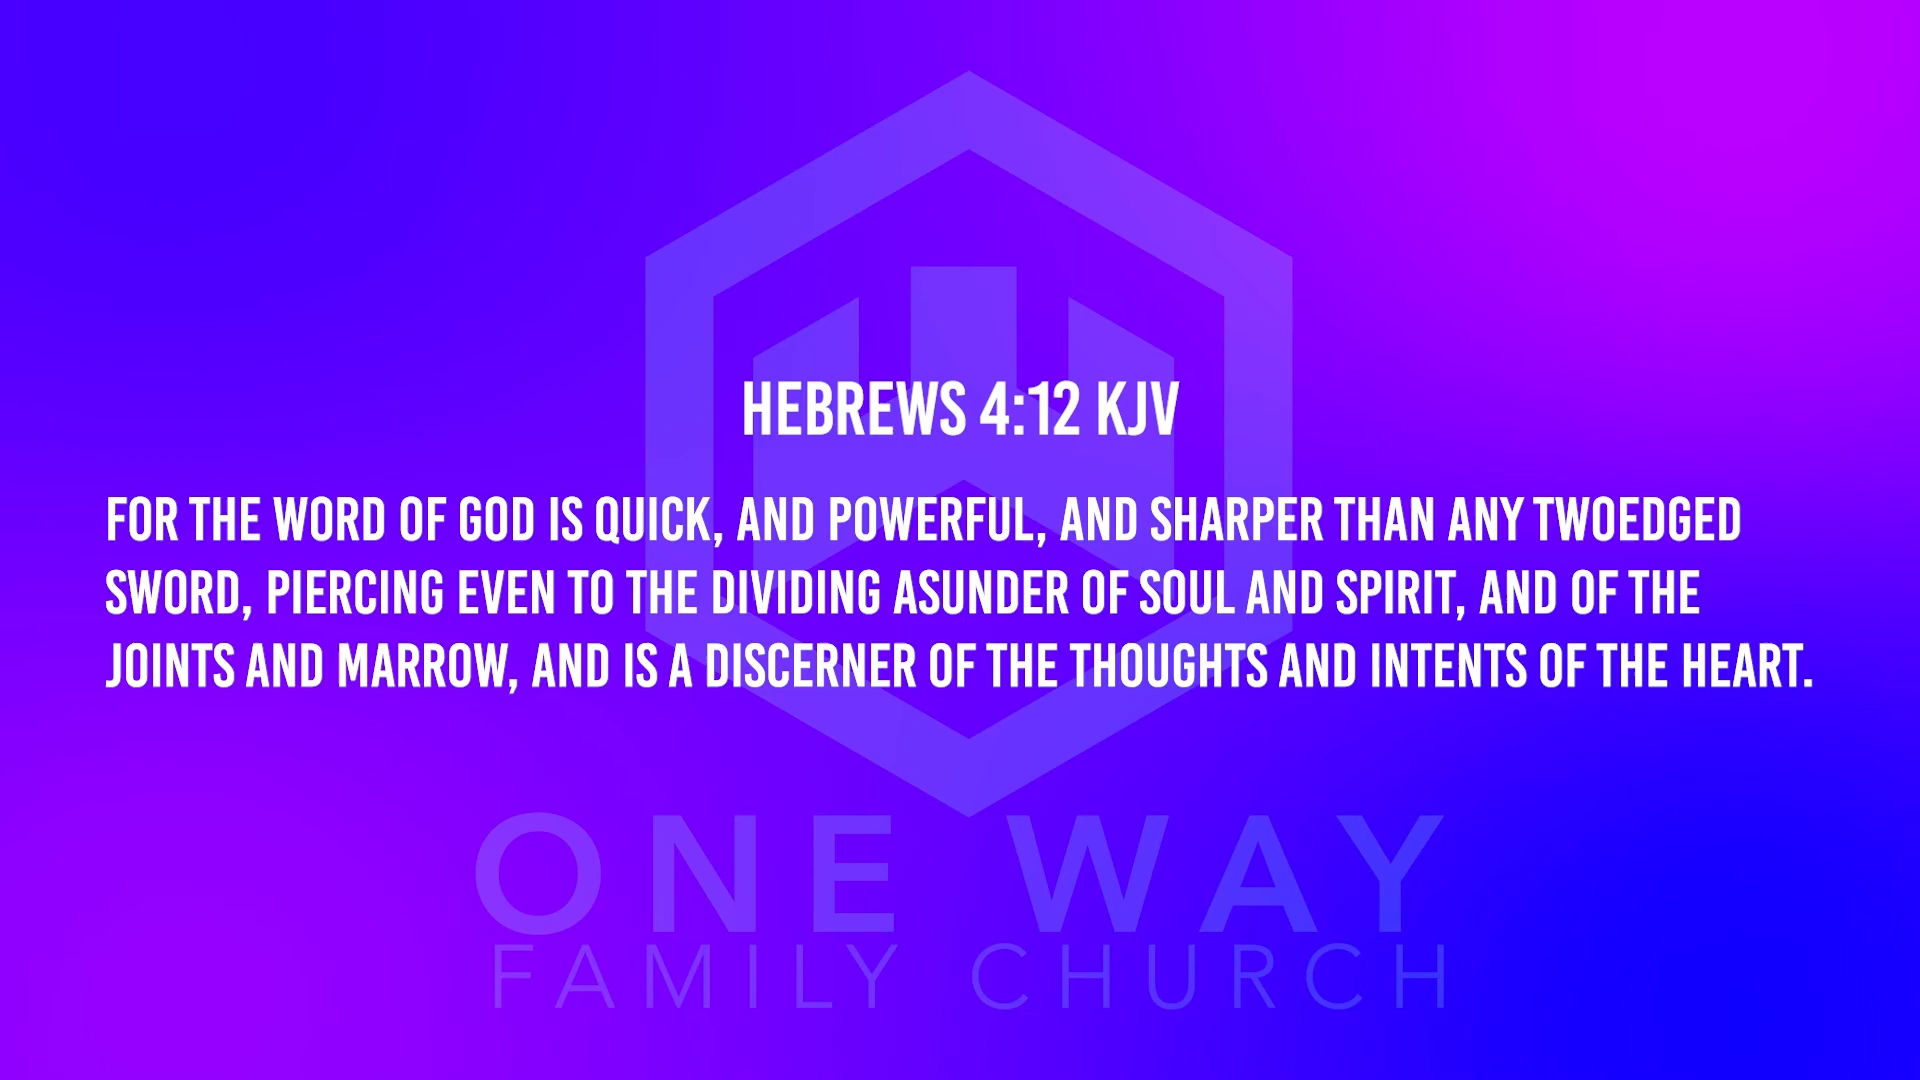 HEBREWS 4:12 KJV
FOR THE WORD OF GOD IS QUICK, AND POWERFUL, AND SHARPER THAN ANY TWOEDGED
SWORD, PIERCING EVEN TO THE DIVIDING ASUNDER OF SOUL AND SPIRIT, AND OF THE
JOINTS AND MARROW, AND IS A DISCERNER OF THE THOUGHTS AND INTENTS OF THE HEART.
ONE WAY
FAMILY CHURCH